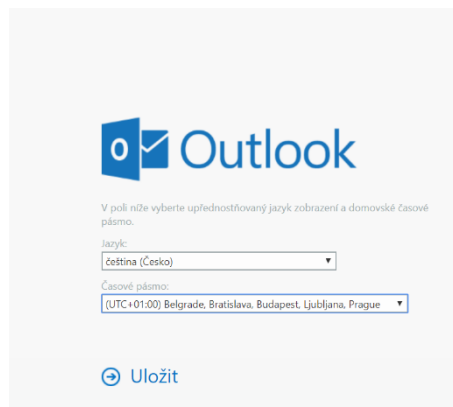 Outlook
V poli níže vyberte upřednostňovaný jazyk zobrazení a domovské časové
pásmo.
Jazyk:
čeština (Česko)
Časové pásmo:
(UTC+01:00) Belgrade, Bratislava, Budapest, Ljubljana, Prague
Uložit